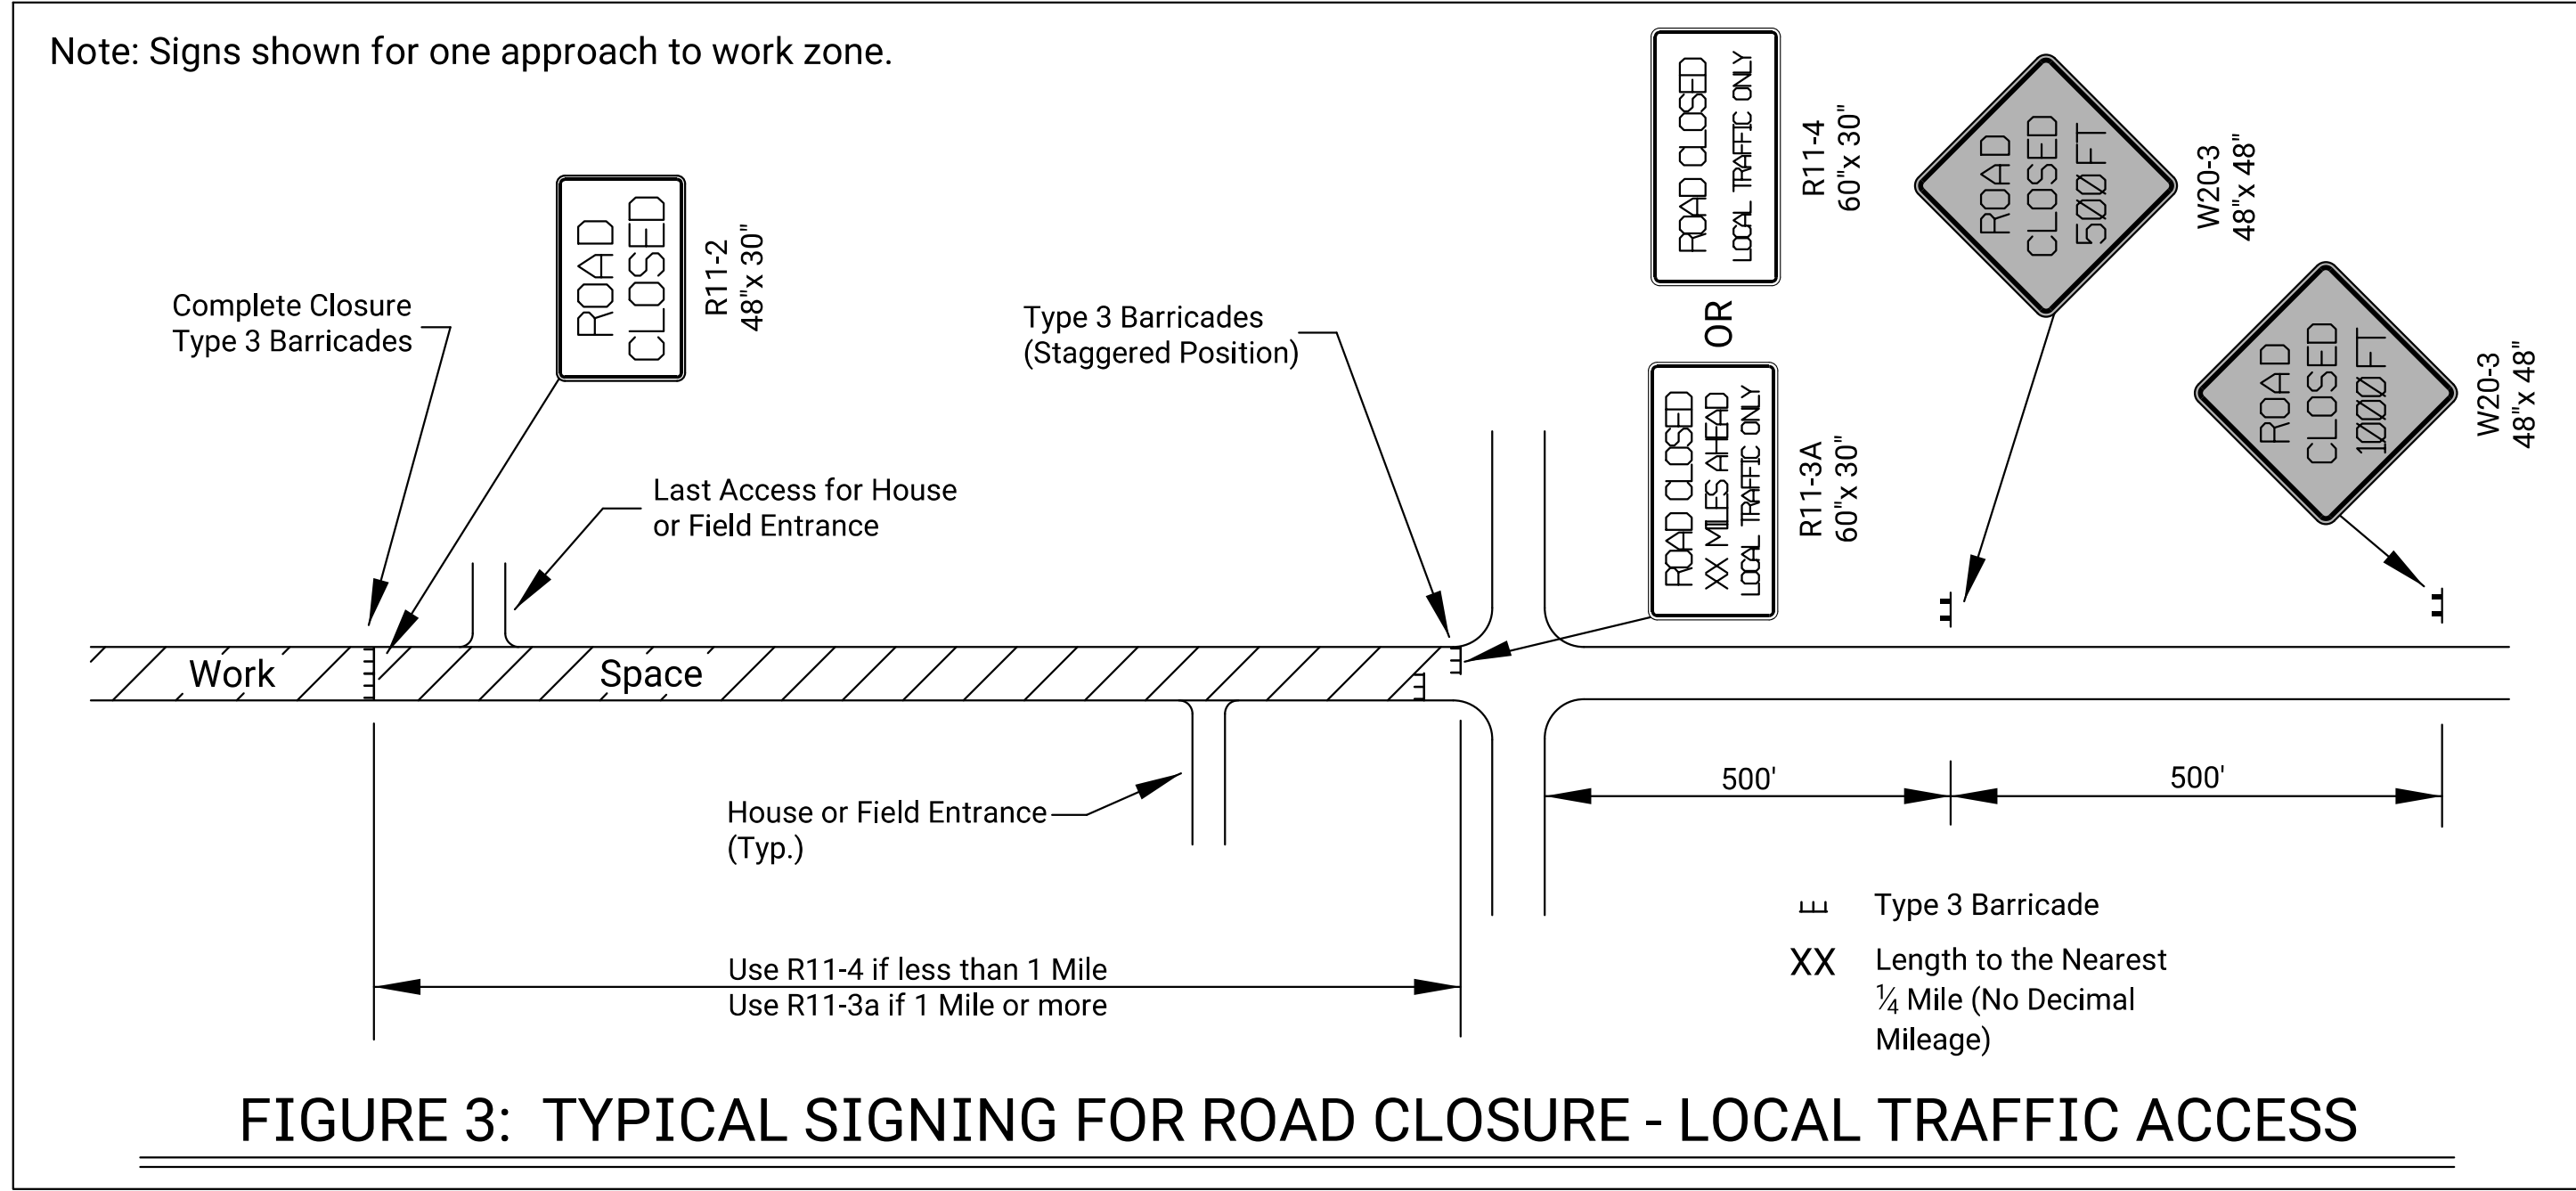 Note: Signs shown for one approach to work zone.
ROAD CLOSED
LOCAL TRAFFIC ONLY
R11-4
60"x 30"
OR
ROAD CLOSED
XX MILES AHEAD
LOCAL TRAFFIC ONLY
R11-3A
60"x 30"
ROAD
CLOSED
500 FT
W20-3
48"x 48"
ROAD
CLOSED
1000 FT
W20-3
48"x 48"
ROAD
CLOSED
R11-2
48"x 30"
Complete Closure
Type 3 Barricades
Type 3 Barricades
(Staggered Position)
Last Access for House
or Field Entrance
Work
Space
House or Field Entrance
(Typ.)
500'
500'
Use R11-4 if less than 1 Mile
Use R11-3a if 1 Mile or more
Type 3 Barricade
XX Length to the Nearest
¼ Mile (No Decimal
Mileage)
FIGURE 3: TYPICAL SIGNING FOR ROAD CLOSURE - LOCAL TRAFFIC ACCESS